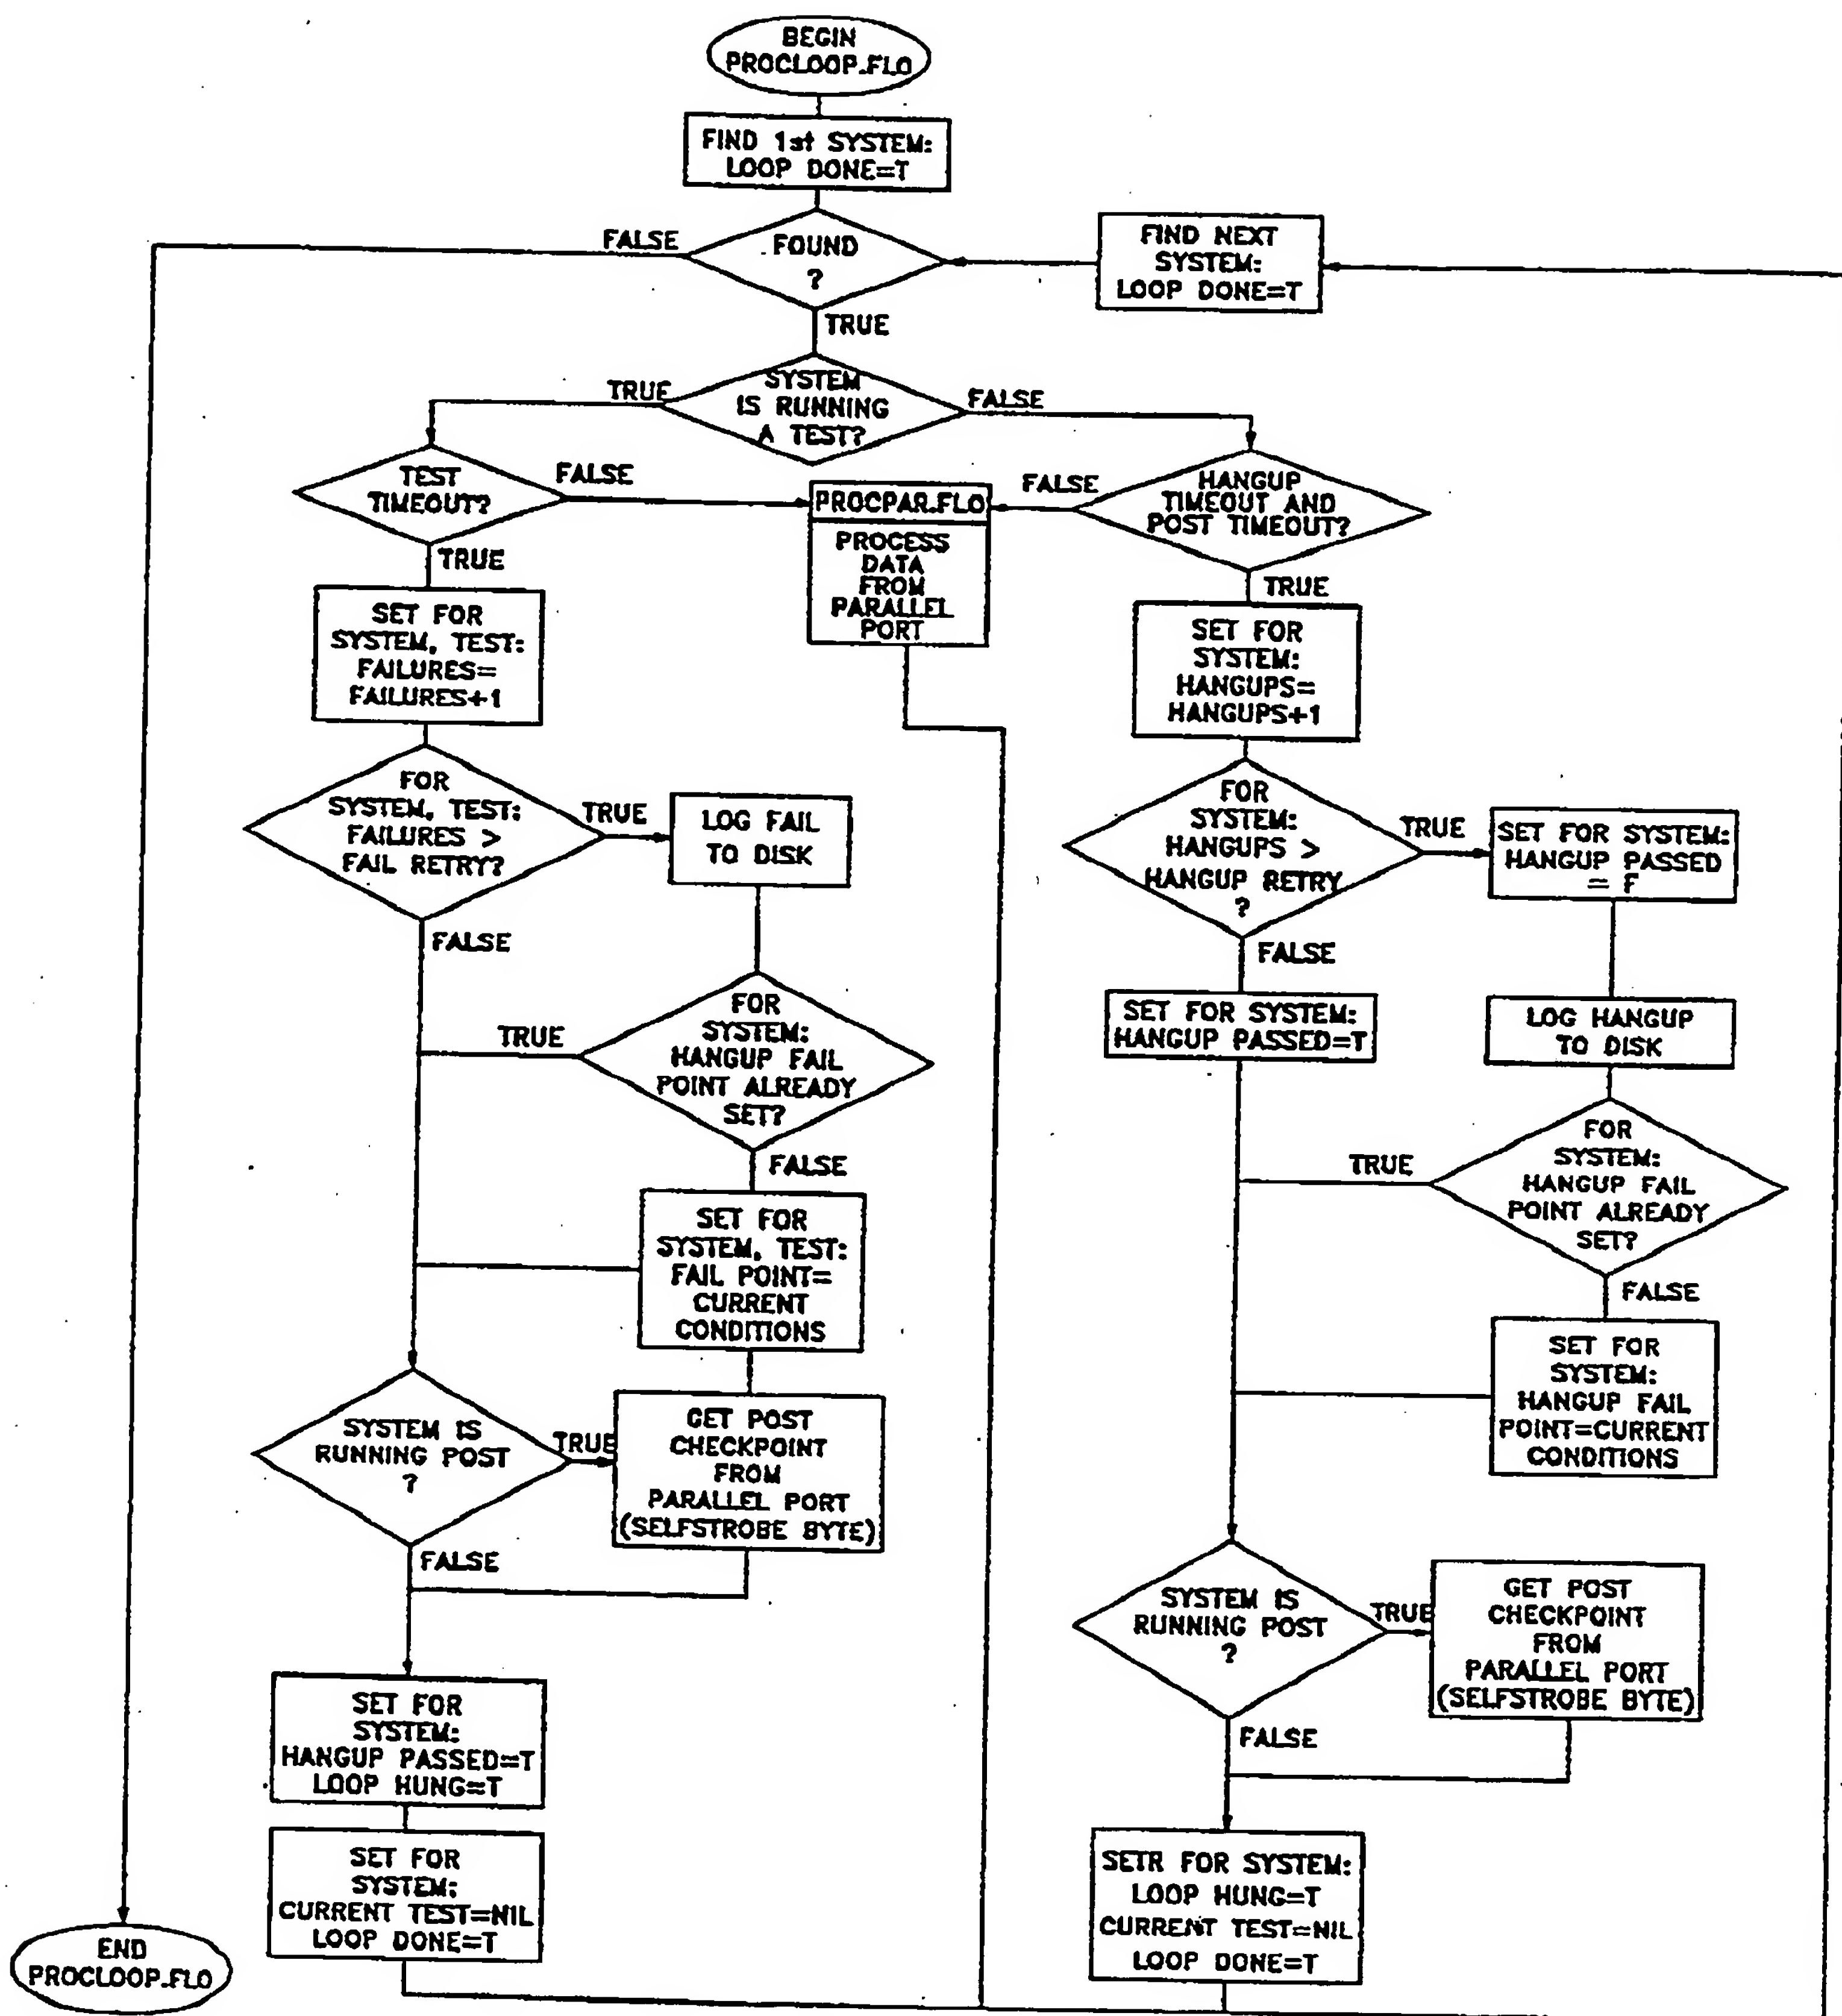 BEGIN
PROCLOOP.FLO
FIND 1st SYSTEM:
LOOP DONE=T
FALSE
FOUND
?
FIND NEXT
SYSTEM:
LOOP DONE=T
TRUE
TRUE
SYSTEM
IS RUNNING
A TEST?
FALSE
TEST
TIMEOUT?
FALSE
PROCPAR.FLO
PROCESS
DATA
FROM
PARALLEL
PORT
FALSE
HANGUP
TIMEOUT AND
POST TIMEOUT?
TRUE
TRUE
SET FOR
SYSTEM, TEST:
FAILURES=
FAILURES+1
SET FOR
SYSTEM:
HANGUPS=
HANGUPS+1
FOR
SYSTEM, TEST:
FAILURES >
FAIL RETRY?
TRUE
LOG FAIL
TO DISK
FOR
SYSTEM:
HANGUPS >
HANGUP RETRY
?
TRUE
SET FOR SYSTEM:
HANGUP PASSED
= F
FALSE
FALSE
TRUE
FOR
SYSTEM:
HANGUP FAIL
POINT ALREADY
SET?
SET FOR SYSTEM:
HANGUP PASSED=T
LOG HANGUP
TO DISK
FALSE
TRUE
FOR
SYSTEM:
HANGUP FAIL
POINT ALREADY
SET?
SET FOR
SYSTEM, TEST:
FAIL POINT=
CURRENT
CONDITIONS
FALSE
SET FOR
SYSTEM:
HANGUP FAIL
POINT=CURRENT
CONDITIONS
SYSTEM IS
RUNNING POST
?
TRUE
GET POST
CHECKPOINT
FROM
PARALLEL PORT
(SELFSTROBE BYTE)
FALSE
SYSTEM IS
RUNNING POST
?
TRUE
GET POST
CHECKPOINT
FROM
PARALLEL PORT
(SELFSTROBE BYTE)
FALSE
SET FOR
SYSTEM:
HANGUP PASSED=T
LOOP HUNG=T
SET FOR
SYSTEM:
CURRENT TEST=NIL
LOOP DONE=T
SETR FOR SYSTEM:
LOOP HUNG=T
CURRENT TEST=NIL
LOOP DONE=T
END
PROCLOOP.FLO